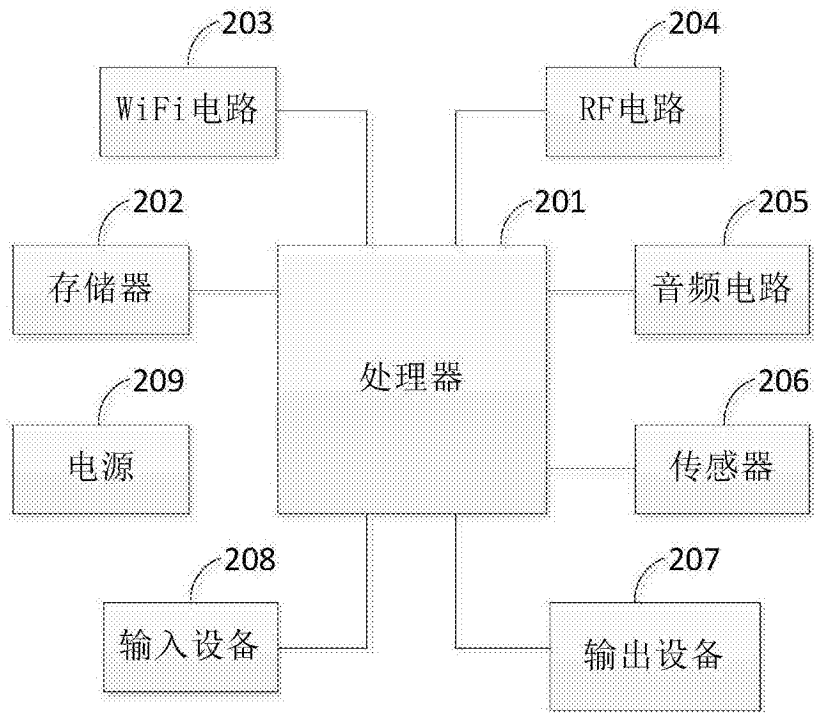 203
WiFi电路
204
RF电路
202
存储器
201
处理器
205
音频电路
209
电源
206
传感器
208
输入设备
207
输出设备